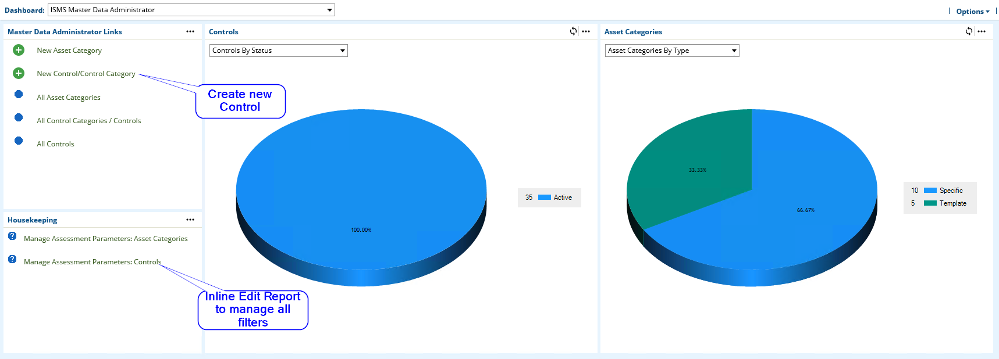 Dashboard: ISMS Master Data Administrator
Options
Master Data Administrator Links
New Asset Category
New Control/Control Category
All Asset Categories
All Control Categories / Controls
All Controls
Create new
Control
Housekeeping
Manage Assessment Parameters: Asset Categories
Manage Assessment Parameters: Controls
Inline Edit Report
to manage all
filters
Controls
Controls By Status
100.00%
35 Active
Asset Categories
Asset Categories By Type
33.33%
66.67%
10 Specific
5 Template